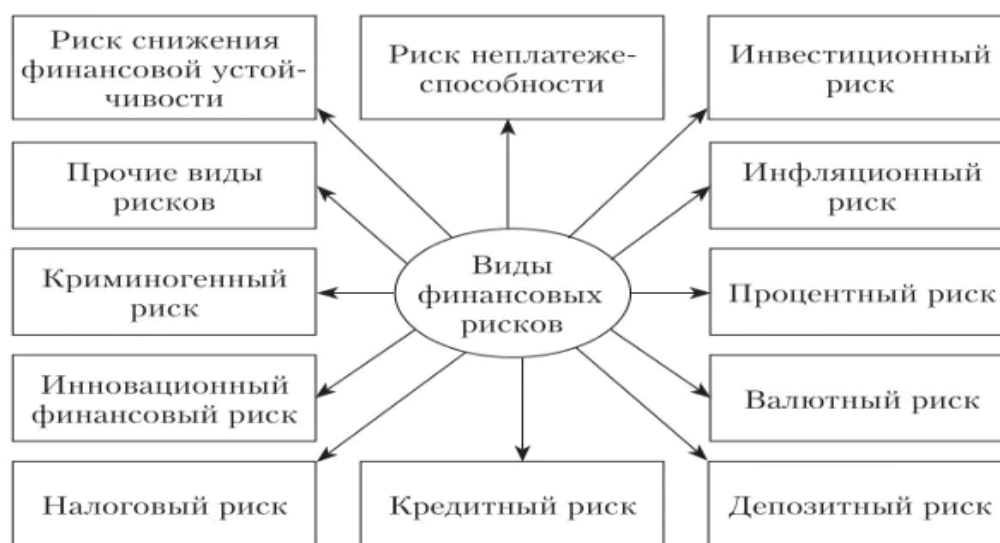 Риск снижения
финансовой устой-
чивости
Риск неплатеже-
способности
Инвестиционный
риск
Прочие виды
рисков
Инфляционный
риск
Криминогенный
риск
Виды
финансовых
рисков
Процентный риск
Инновационный
финансовый риск
Валютный риск
Налоговый риск
Кредитный риск
Депозитный риск